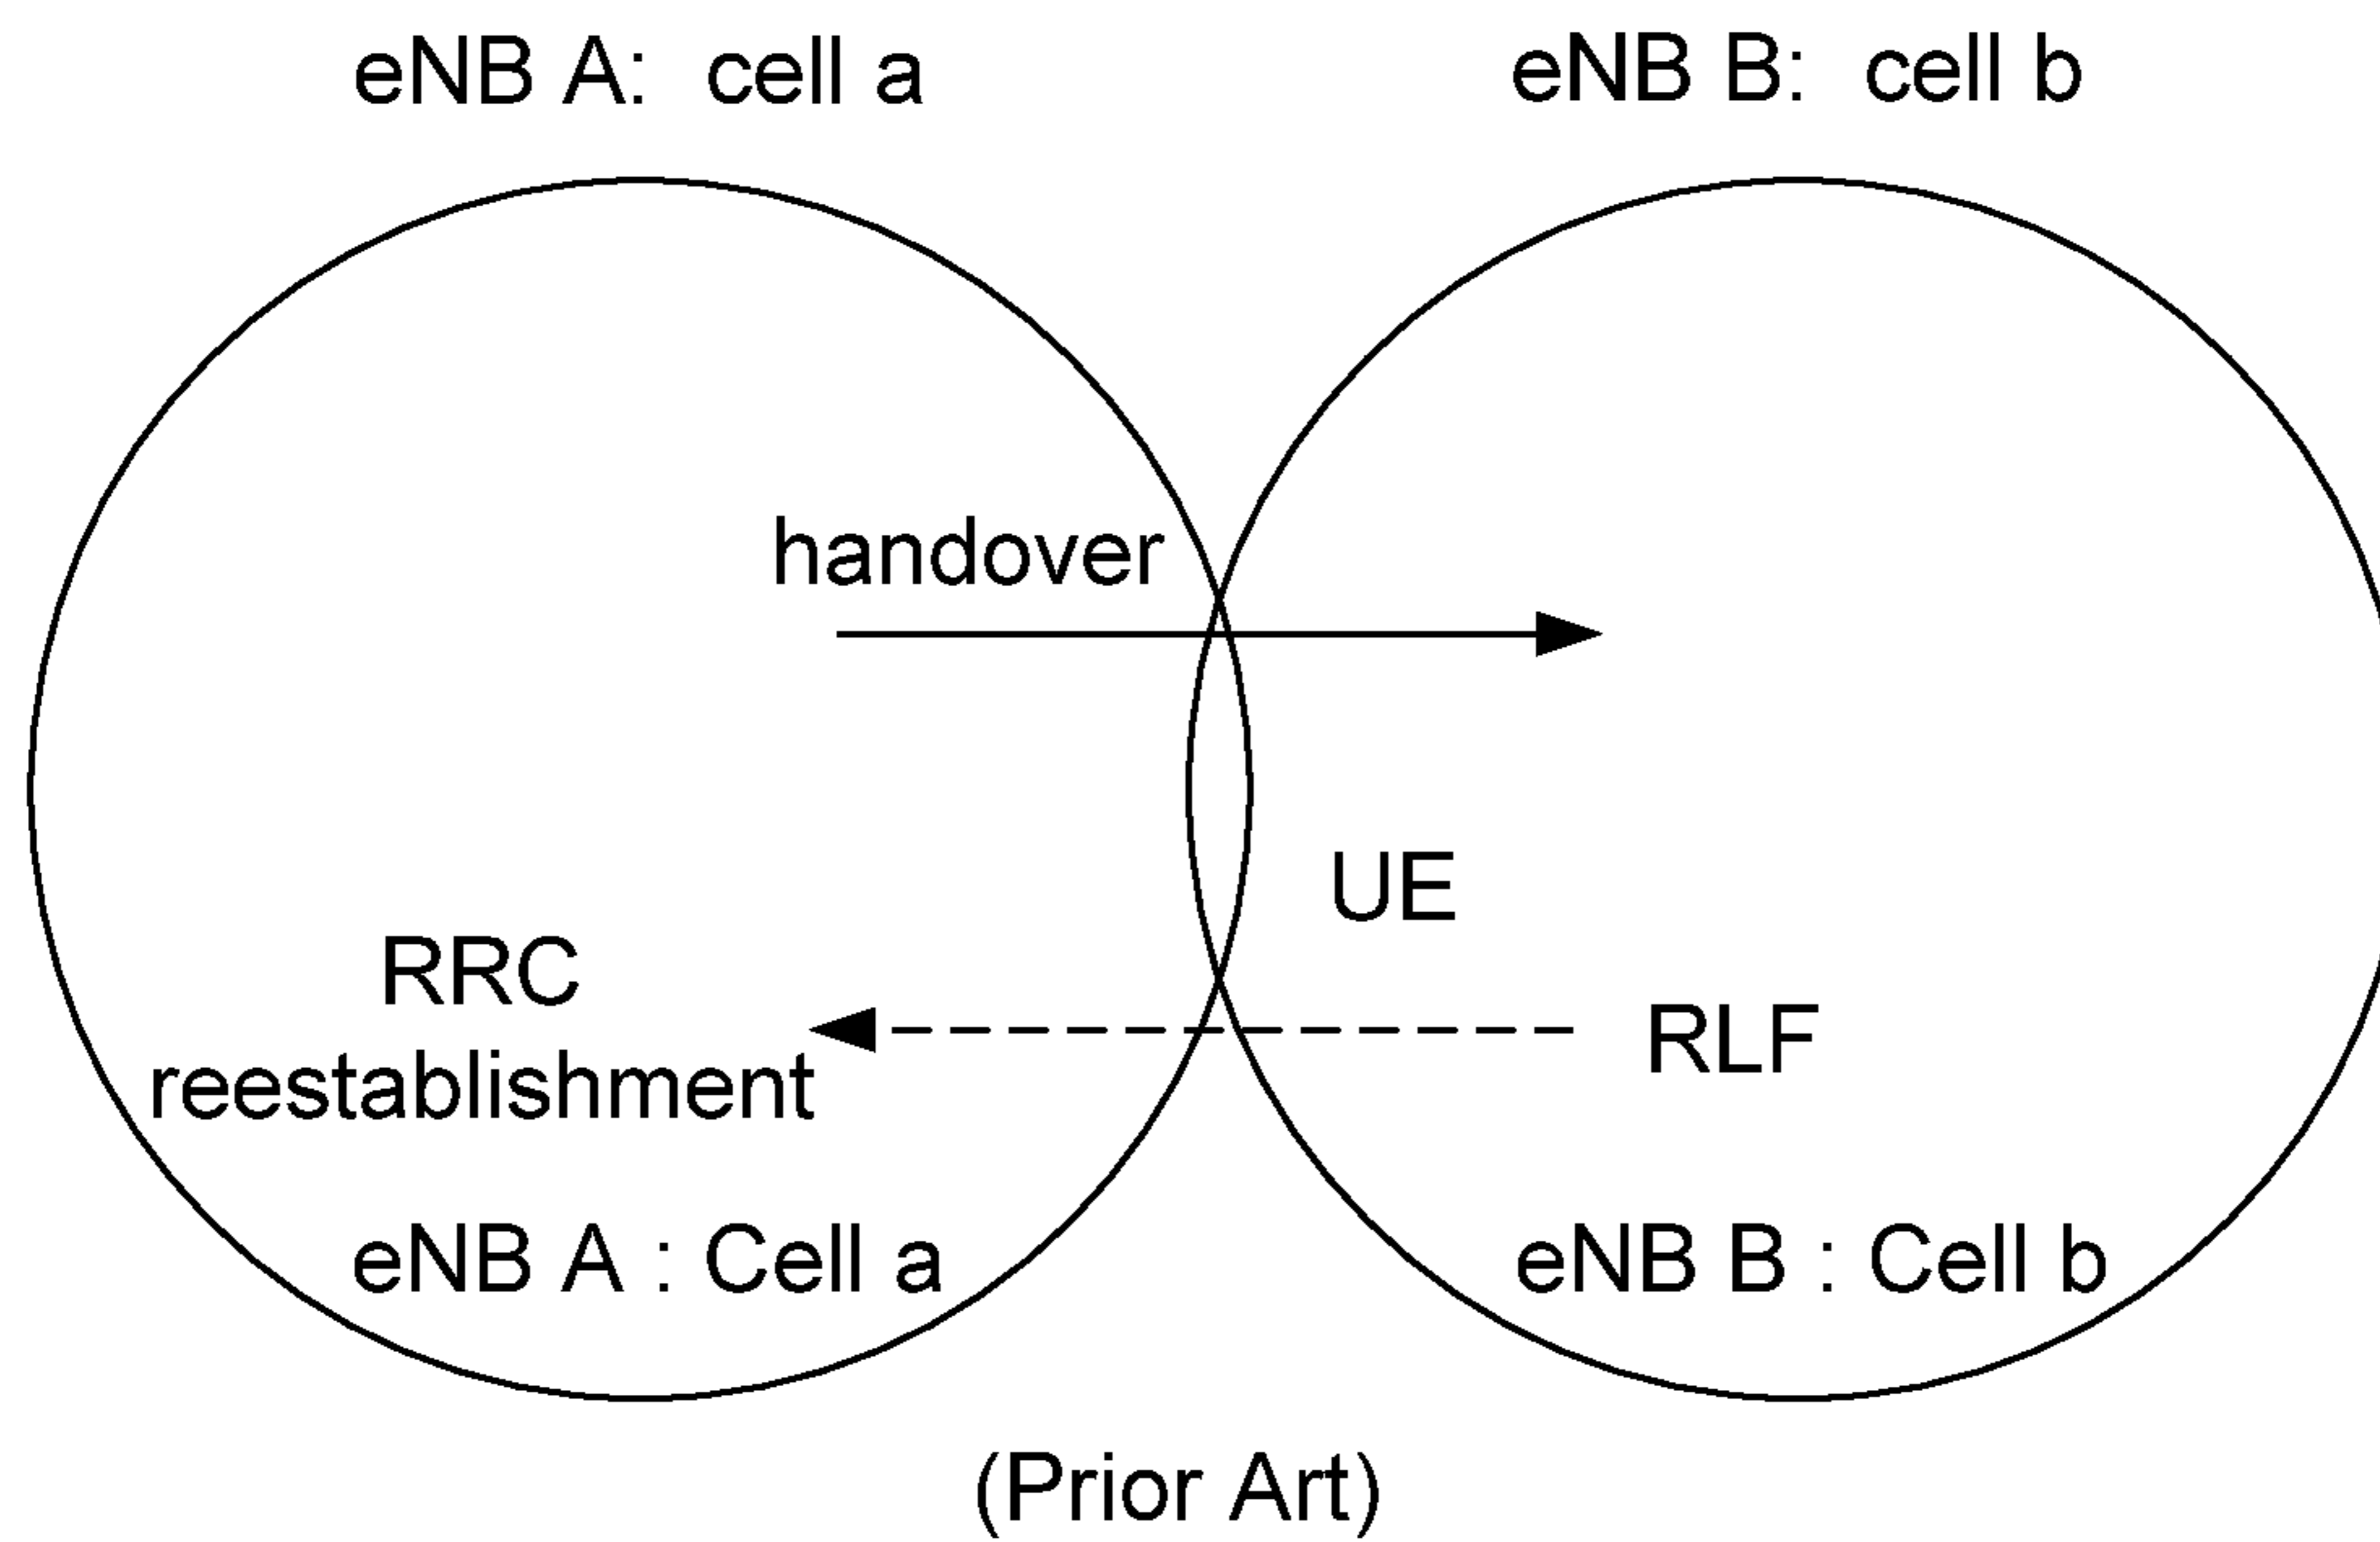 eNB A: cell a
eNB B: cell b
handover
UE
RRC
reestablishment
RLF
eNB A : Cell a
eNB B : Cell b
(Prior Art)